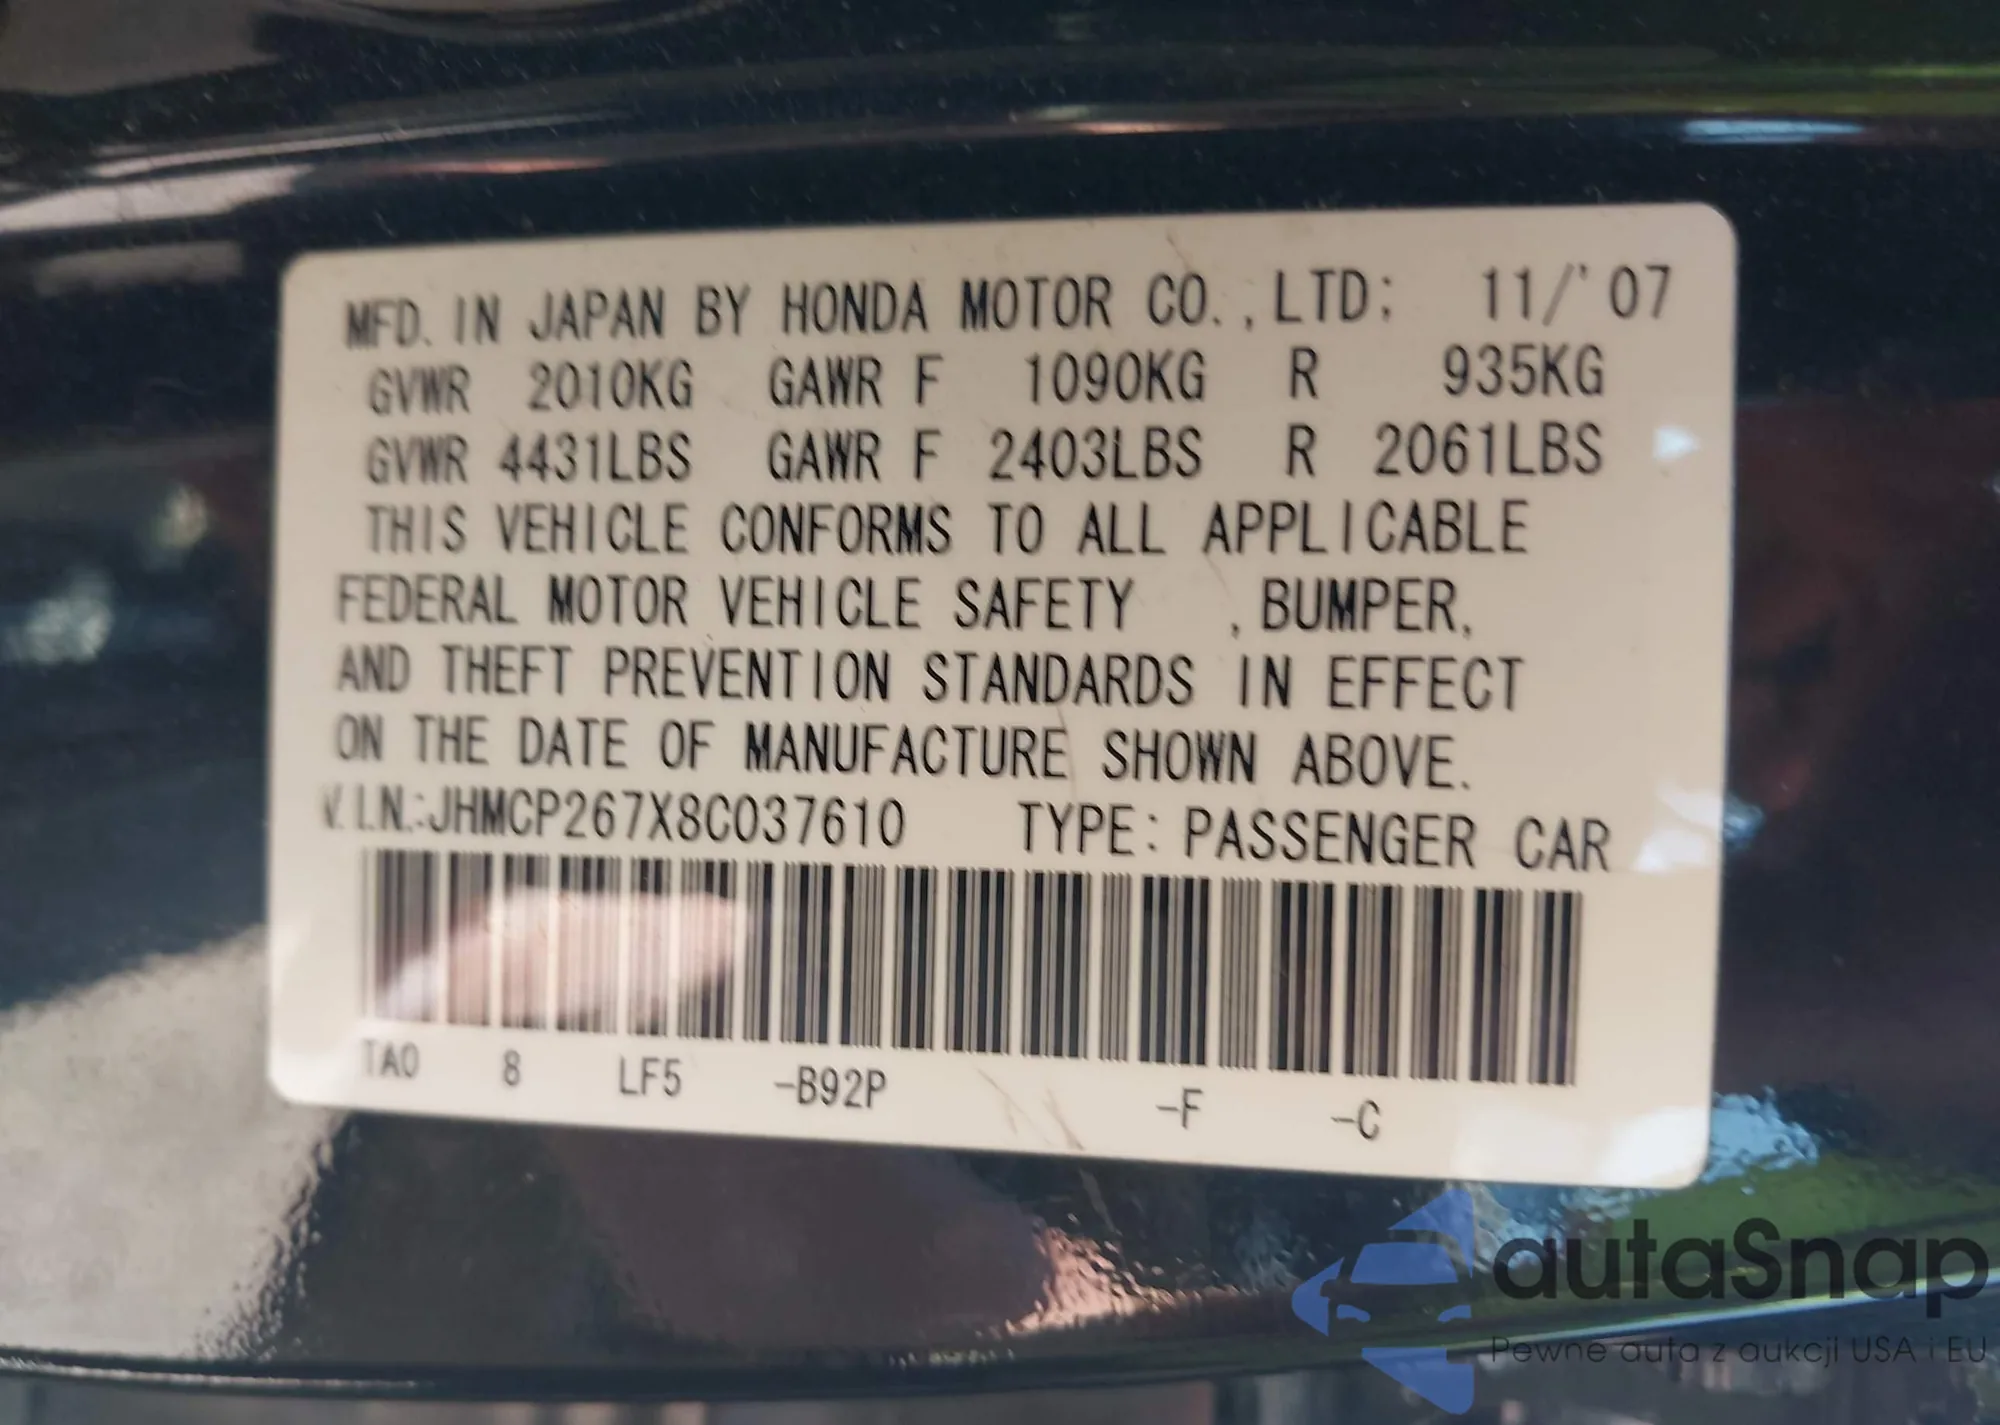 MFD. IN JAPAN BY HONDA MOTOR CO.,LTD; 11/'07
GVWR 2010KG GAWR F 1090KG R 935KG
GVWR 4431LBS GAWR F 2403LBS R 2061LBS
THIS VEHICLE CONFORMS TO ALL APPLICABLE
FEDERAL MOTOR VEHICLE SAFETY , BUMPER,
AND THEFT PREVENTION STANDARDS IN EFFECT
ON THE DATE OF MANUFACTURE SHOWN ABOVE.
V.I.N.:JHMCP267X8C037610 TYPE: PASSENGER CAR
TA0 8 LF5 -B92P -F -C
autaSnap
Pewne auta z aukcji USA i EU